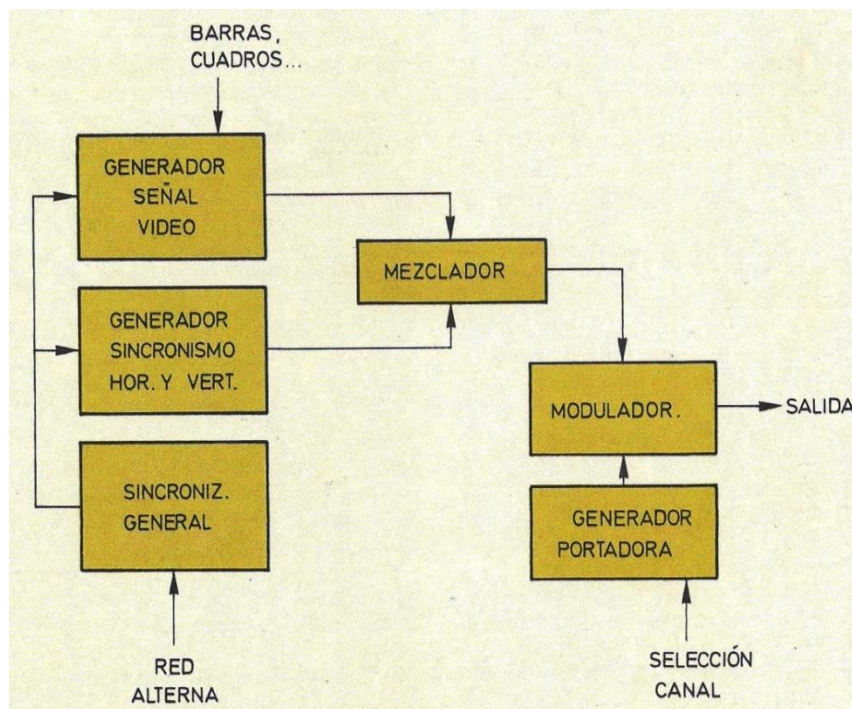 BARRAS,
CUADROS...
GENERADOR
SEÑAL
VIDEO
MEZCLADOR
GENERADOR
SINCRONISMO
HOR. Y VERT.
MODULADOR.
SALIDA
SINCRONIZ.
GENERAL
GENERADOR
PORTADORA
RED
ALTERNA
SELECCIÓN
CANAL